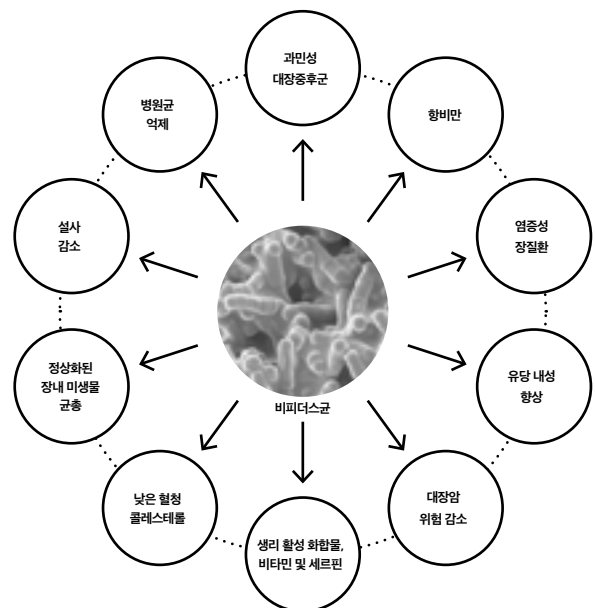 과민성
대장중후군
항비만
염증성
장질환
유당 내성
향상
대장암
위험 감소
생리 활성 화합물,
비타민 및 세르핀
낮은 혈청
콜레스테롤
정상화된
장내 미생물
균총
설사
감소
병원균
억제
비피더스균